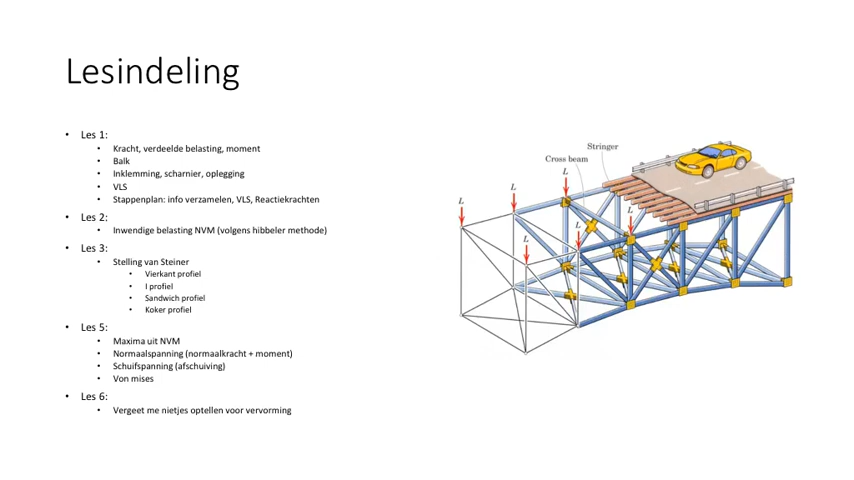 Lesindeling
• Les 1:
• Kracht, verdeelde belasting, moment
• Balk
• Inklemming, scharnier, oplegging
• VLS
• Stappenplan: info verzamelen, VLS, Reactiekrachten
• Les 2:
• Inwendige belasting NVM (volgens hibbeler methode)
• Les 3:
• Stelling van Steiner
• Vierkant profiel
• I profiel
• Sandwich profiel
• Koker profiel
• Les 5:
• Maxima uit NVM
• Normaalspanning (normaalkracht + moment)
• Schuifspanning (afschuiving)
• Von mises
• Les 6:
• Vergeet me nietjes optellen voor vervorming
Stringer
Cross beam
L
L
L
L
L
L